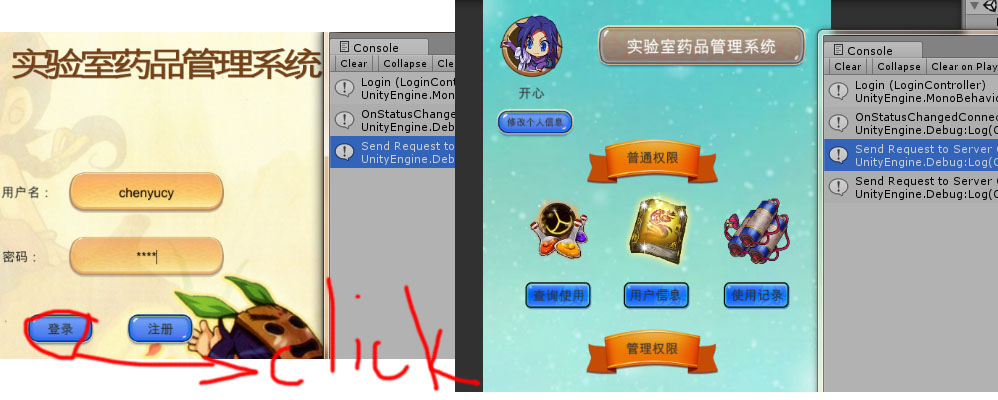 实验室药品管理系统
Console
Clear Collapse Cle
Login (LoginCont
UnityEngine.Mon
OnStatusChange
UnityEngine.Deb
Send Request to
UnityEngine.Deb
用户名：
chenyucy
密码：
****
登录
注册
click
实验室药品管理系统
开心
修改个人信息
普通权限
查询使用
用户信息
使用记录
管理权限
Console
Clear Collapse Clear on Play
Login (LoginController)
UnityEngine.MonoBehavio
OnStatusChangedConnec
UnityEngine.Debug:Log(O
Send Request to Server
UnityEngine.Debug:Log(O
Send Request to Server
UnityEngine.Debug:Log(O